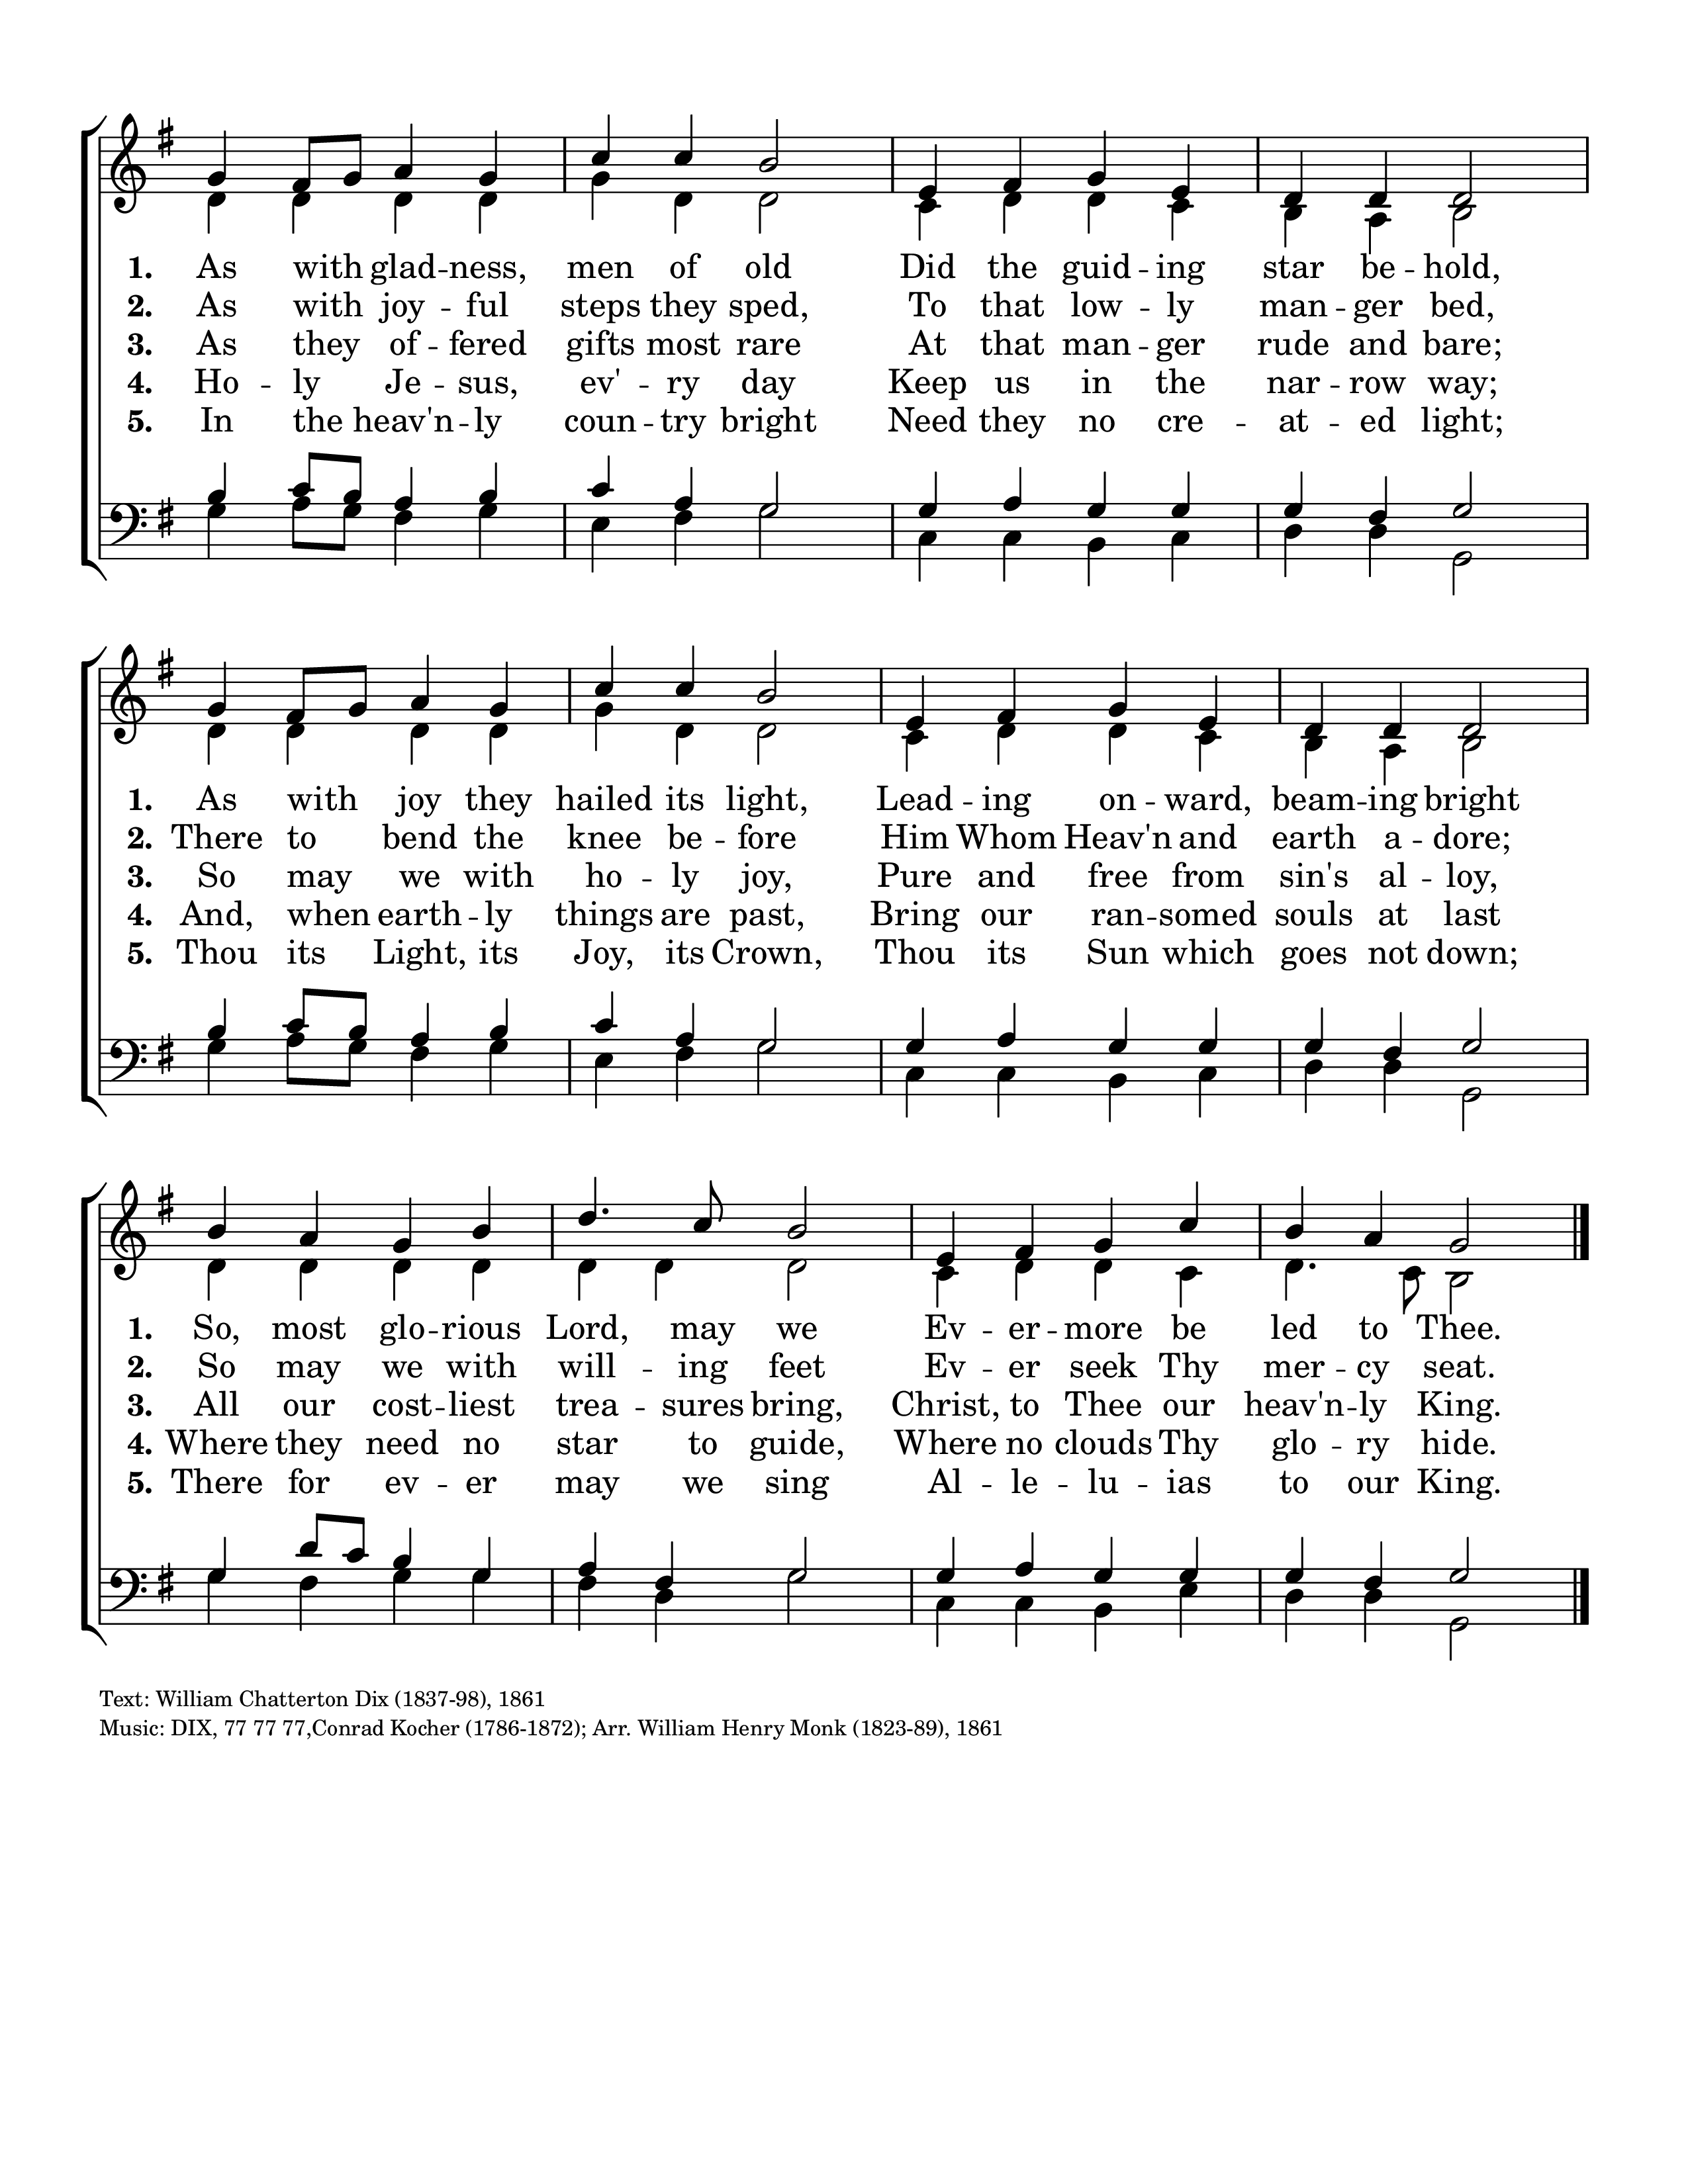 1. As with glad -- ness, men of old Did the guid -- ing star be -- hold,
2. As with joy -- ful steps they sped, To that low -- ly man -- ger bed,
3. As they of -- fered gifts most rare At that man -- ger rude and bare;
4. Ho -- ly Je -- sus, ev' -- ry day Keep us in the nar -- row way;
5. In the heav'n -- ly coun -- try bright Need they no cre -- at -- ed light;
1. As with joy they hailed its light, Lead -- ing on -- ward, beam -- ing bright
2. There to bend the knee be -- fore Him Whom Heav'n and earth a -- dore;
3. So may we with ho -- ly joy, Pure and free from sin's al -- loy,
4. And, when earth -- ly things are past, Bring our ran -- somed souls at last
5. Thou its Light, its Joy, its Crown, Thou its Sun which goes not down;
1. So, most glo -- rious Lord, may we Ev -- er -- more be led to Thee.
2. So may we with will -- ing feet Ev -- er seek Thy mer -- cy seat.
3. All our cost -- liest trea -- sures bring, Christ, to Thee our heav'n -- ly King.
4. Where they need no star to guide, Where no clouds Thy glo -- ry hide.
5. There for ev -- er may we sing Al -- le -- lu -- ias to our King.
Text: William Chatterton Dix (1837-98), 1861
Music: DIX, 77 77 77,Conrad Kocher (1786-1872); Arr. William Henry Monk (1823-89), 1861